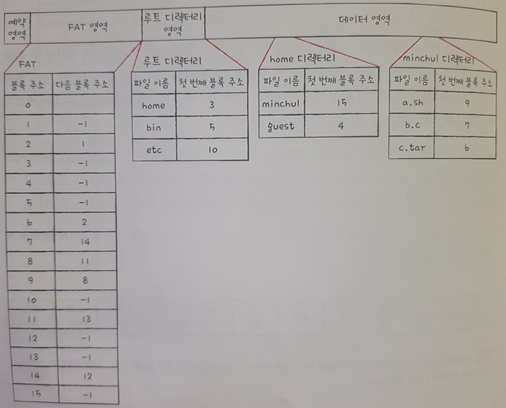 예약 영역
FAT 영역
루트 디렉터리 영역
데이터 영역
FAT
블록 주소 다음 블록 주소
0
1 -1
2 1
3 -1
4 -1
5 -1
6 2
7 14
8 11
9 8
10 -1
11 13
12 -1
13 -1
14 12
15 -1
루트 디렉터리
파일 이름 첫 번째 블록 주소
home 3
bin 5
etc 10
home 디렉터리
파일 이름 첫 번째 블록 주소
minchul 15
guest 4
minchul 디렉터리
파일 이름 첫 번째 블록 주소
a.sh 9
b.c 7
c.tar 6